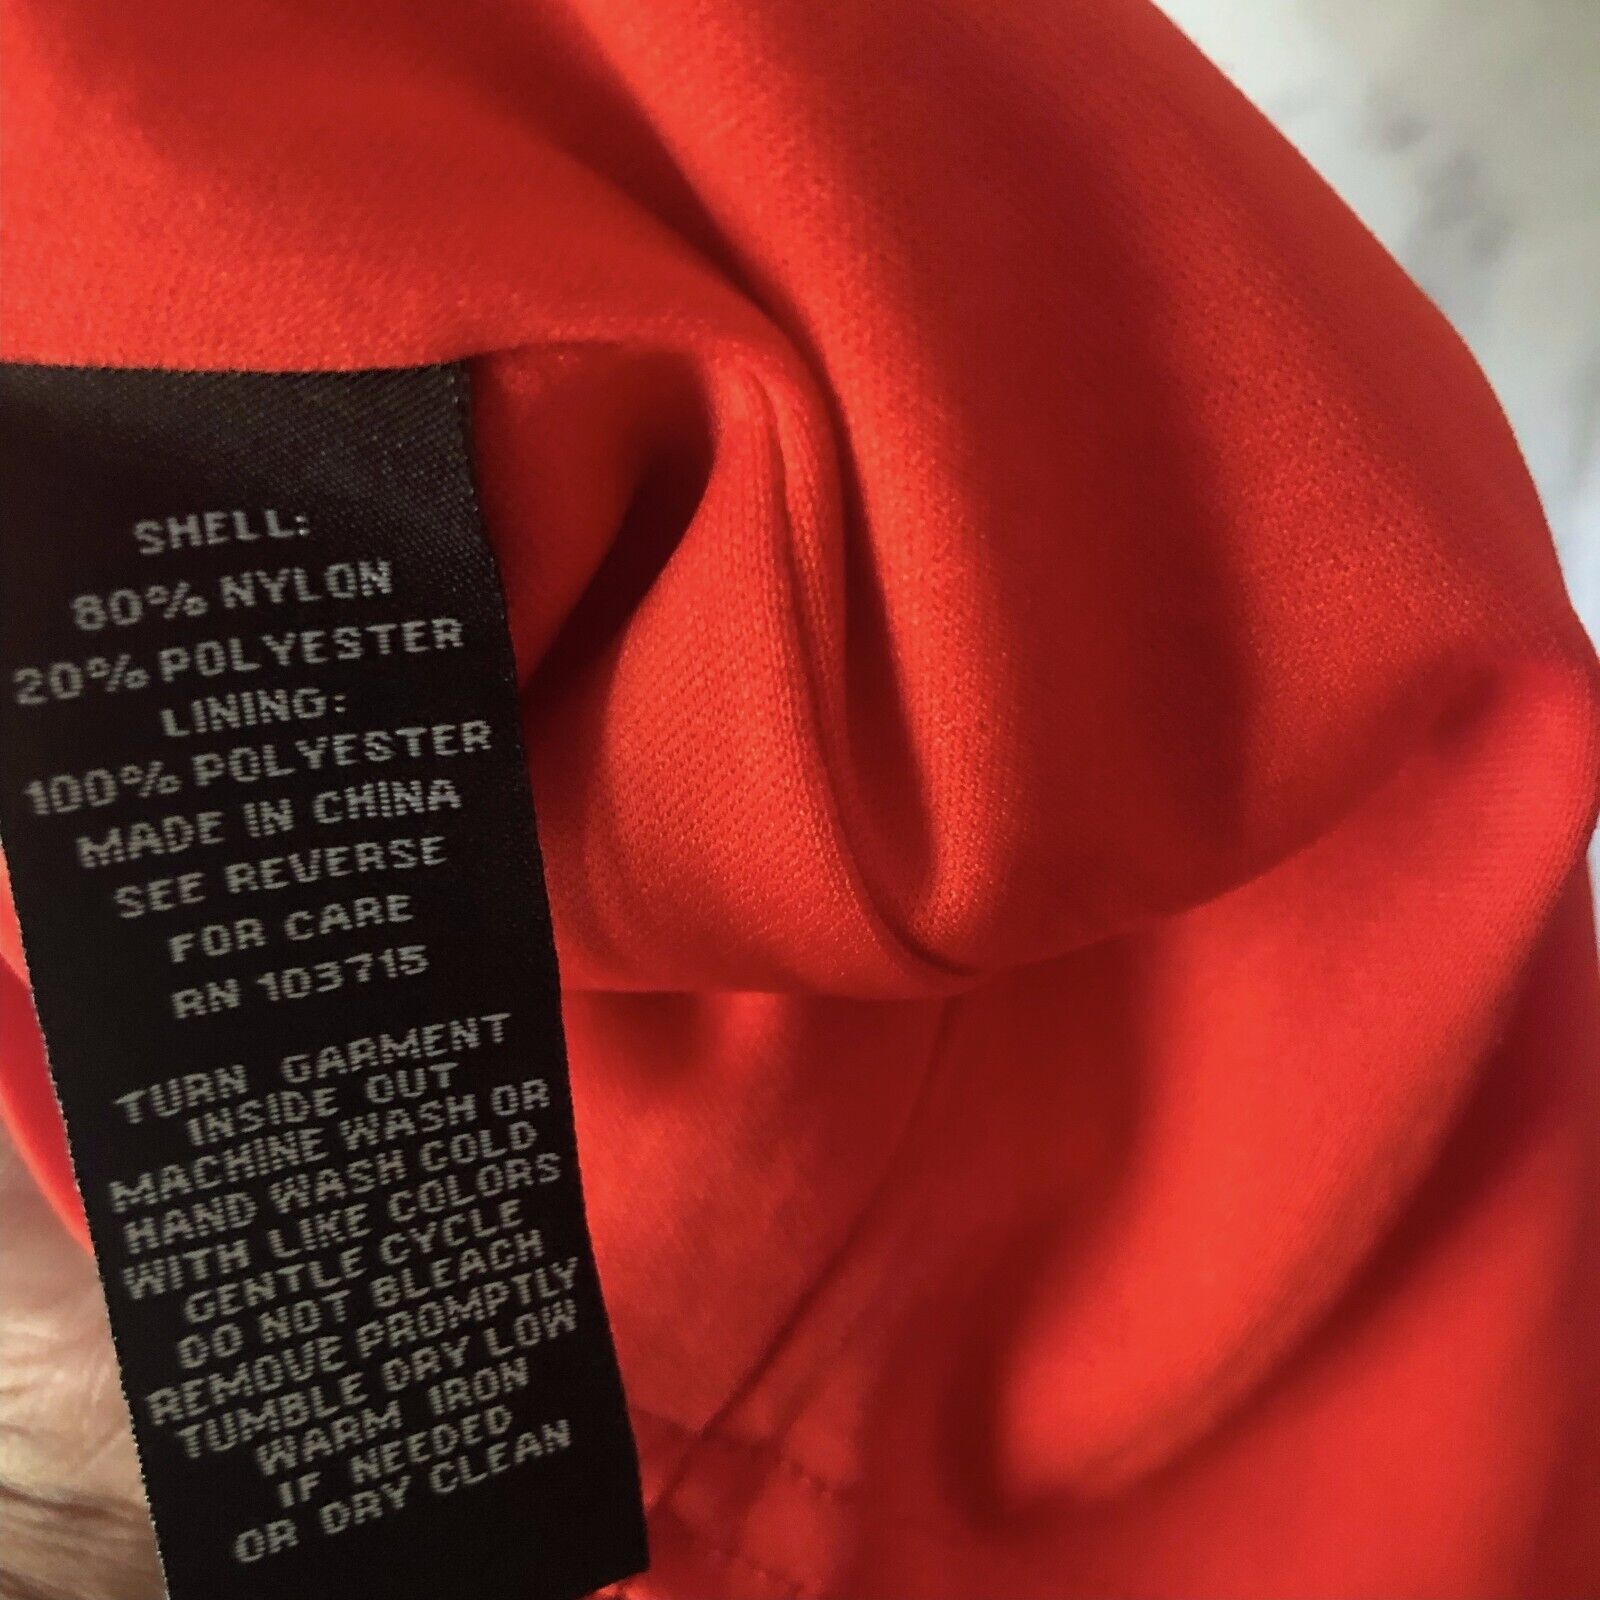 SHELL:
80% NYLON
20% POLYESTER
LINING:
100% POLYESTER
MADE IN CHINA
SEE REVERSE
FOR CARE
RN 103715
TURN GARMENT
INSIDE OUT
MACHINE WASH OR
HAND WASH COLD
WITH LIKE COLORS
GENTLE CYCLE
DO NOT BLEACH
REMOVE PROMPTLY
TUMBLE DRY LOW
WARM IRON
IF NEEDED
OR DRY CLEAN